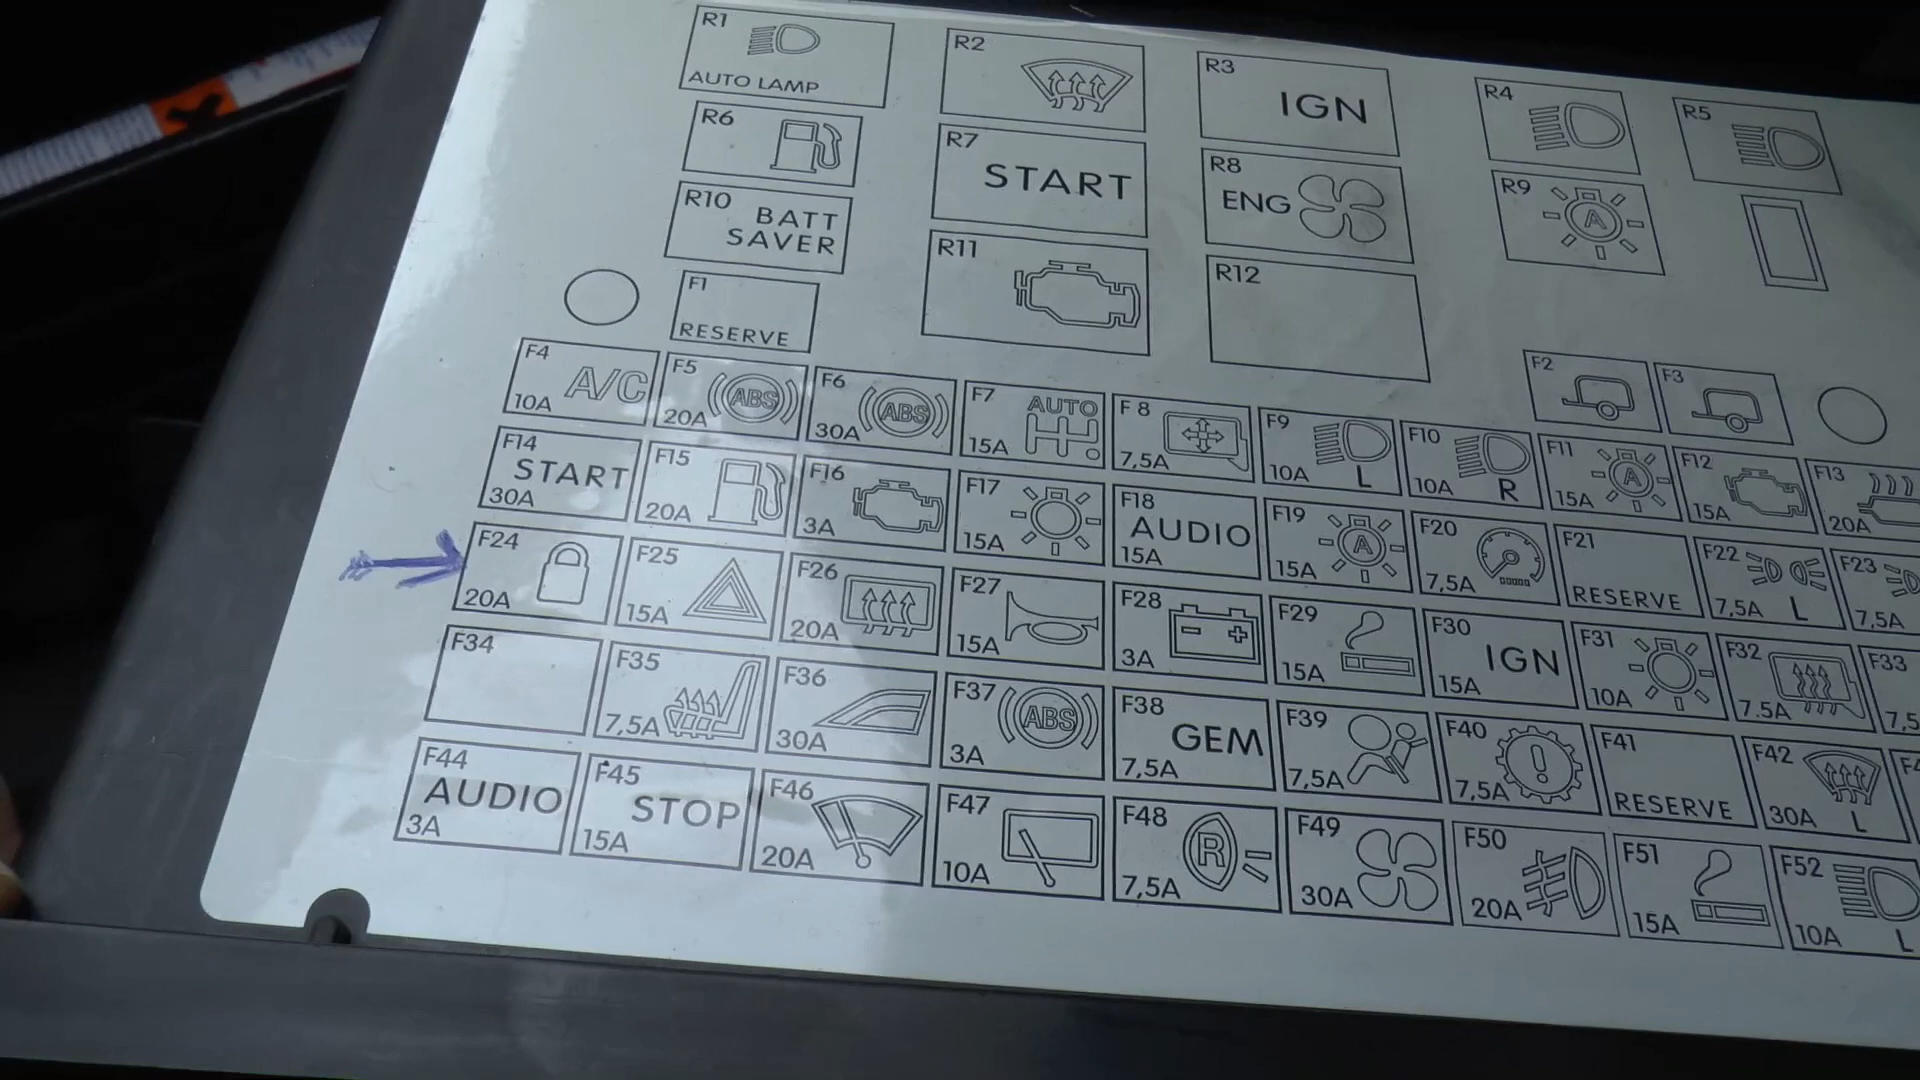 R1
AUTO LAMP
R2
R3
IGN
R4
R5
R6
R7
START
R8
ENG
R9
A
R10 BATT
SAVER
R11
R12
F1
RESERVE
F2
F3
F4
A/C
10A
F5
ABS
20A
F6
ABS
30A
F7
AUTO
15A
F 8
7,5A
F9
10A L
F10
10A R
F11
A
15A
F12
15A
F13
20A
F14
START
30A
F15
20A
F16
3A
F17
15A
F18
AUDIO
15A
F19
A
15A
F20
7,5A
F21
RESERVE
F22
7,5A L
F23
7,5A
F24
20A
F25
15A
F26
20A
F27
15A
F28
3A
F29
15A
F30
IGN
15A
F31
10A
F32
7.5A
F33
7,5
F34
F35
7,5A
F36
30A
F37
ABS
3A
F38
GEM
7,5A
F39
7,5A
F40
7,5A
F41
RESERVE
F42
30A L
F44
AUDIO
3A
F45
STOP
15A
F46
20A
F47
10A
F48
R
7,5A
F49
30A
F50
20A
F51
15A
F52
10A L